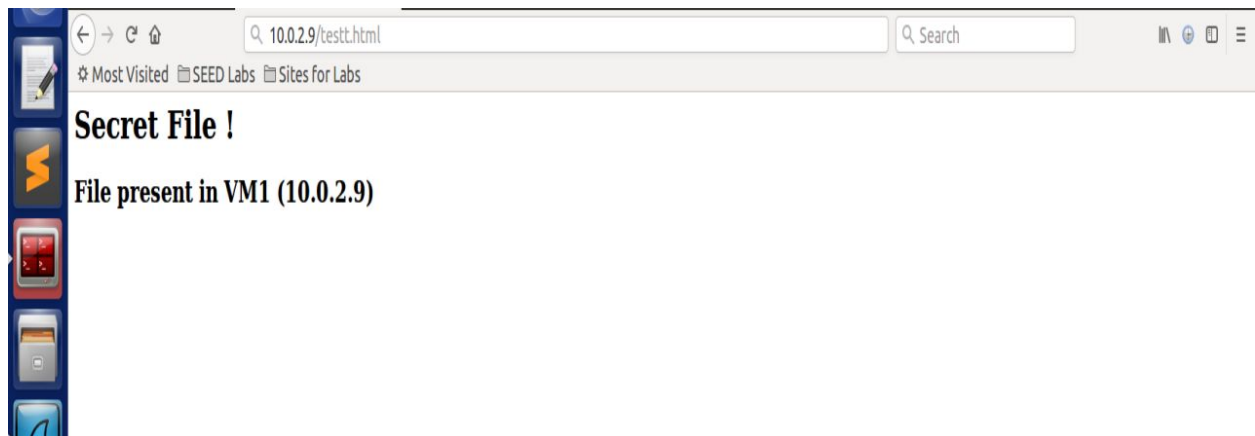 10.0.2.9/testt.html
Search
Most Visited SEED Labs Sites for Labs
Secret File !
File present in VM1 (10.0.2.9)